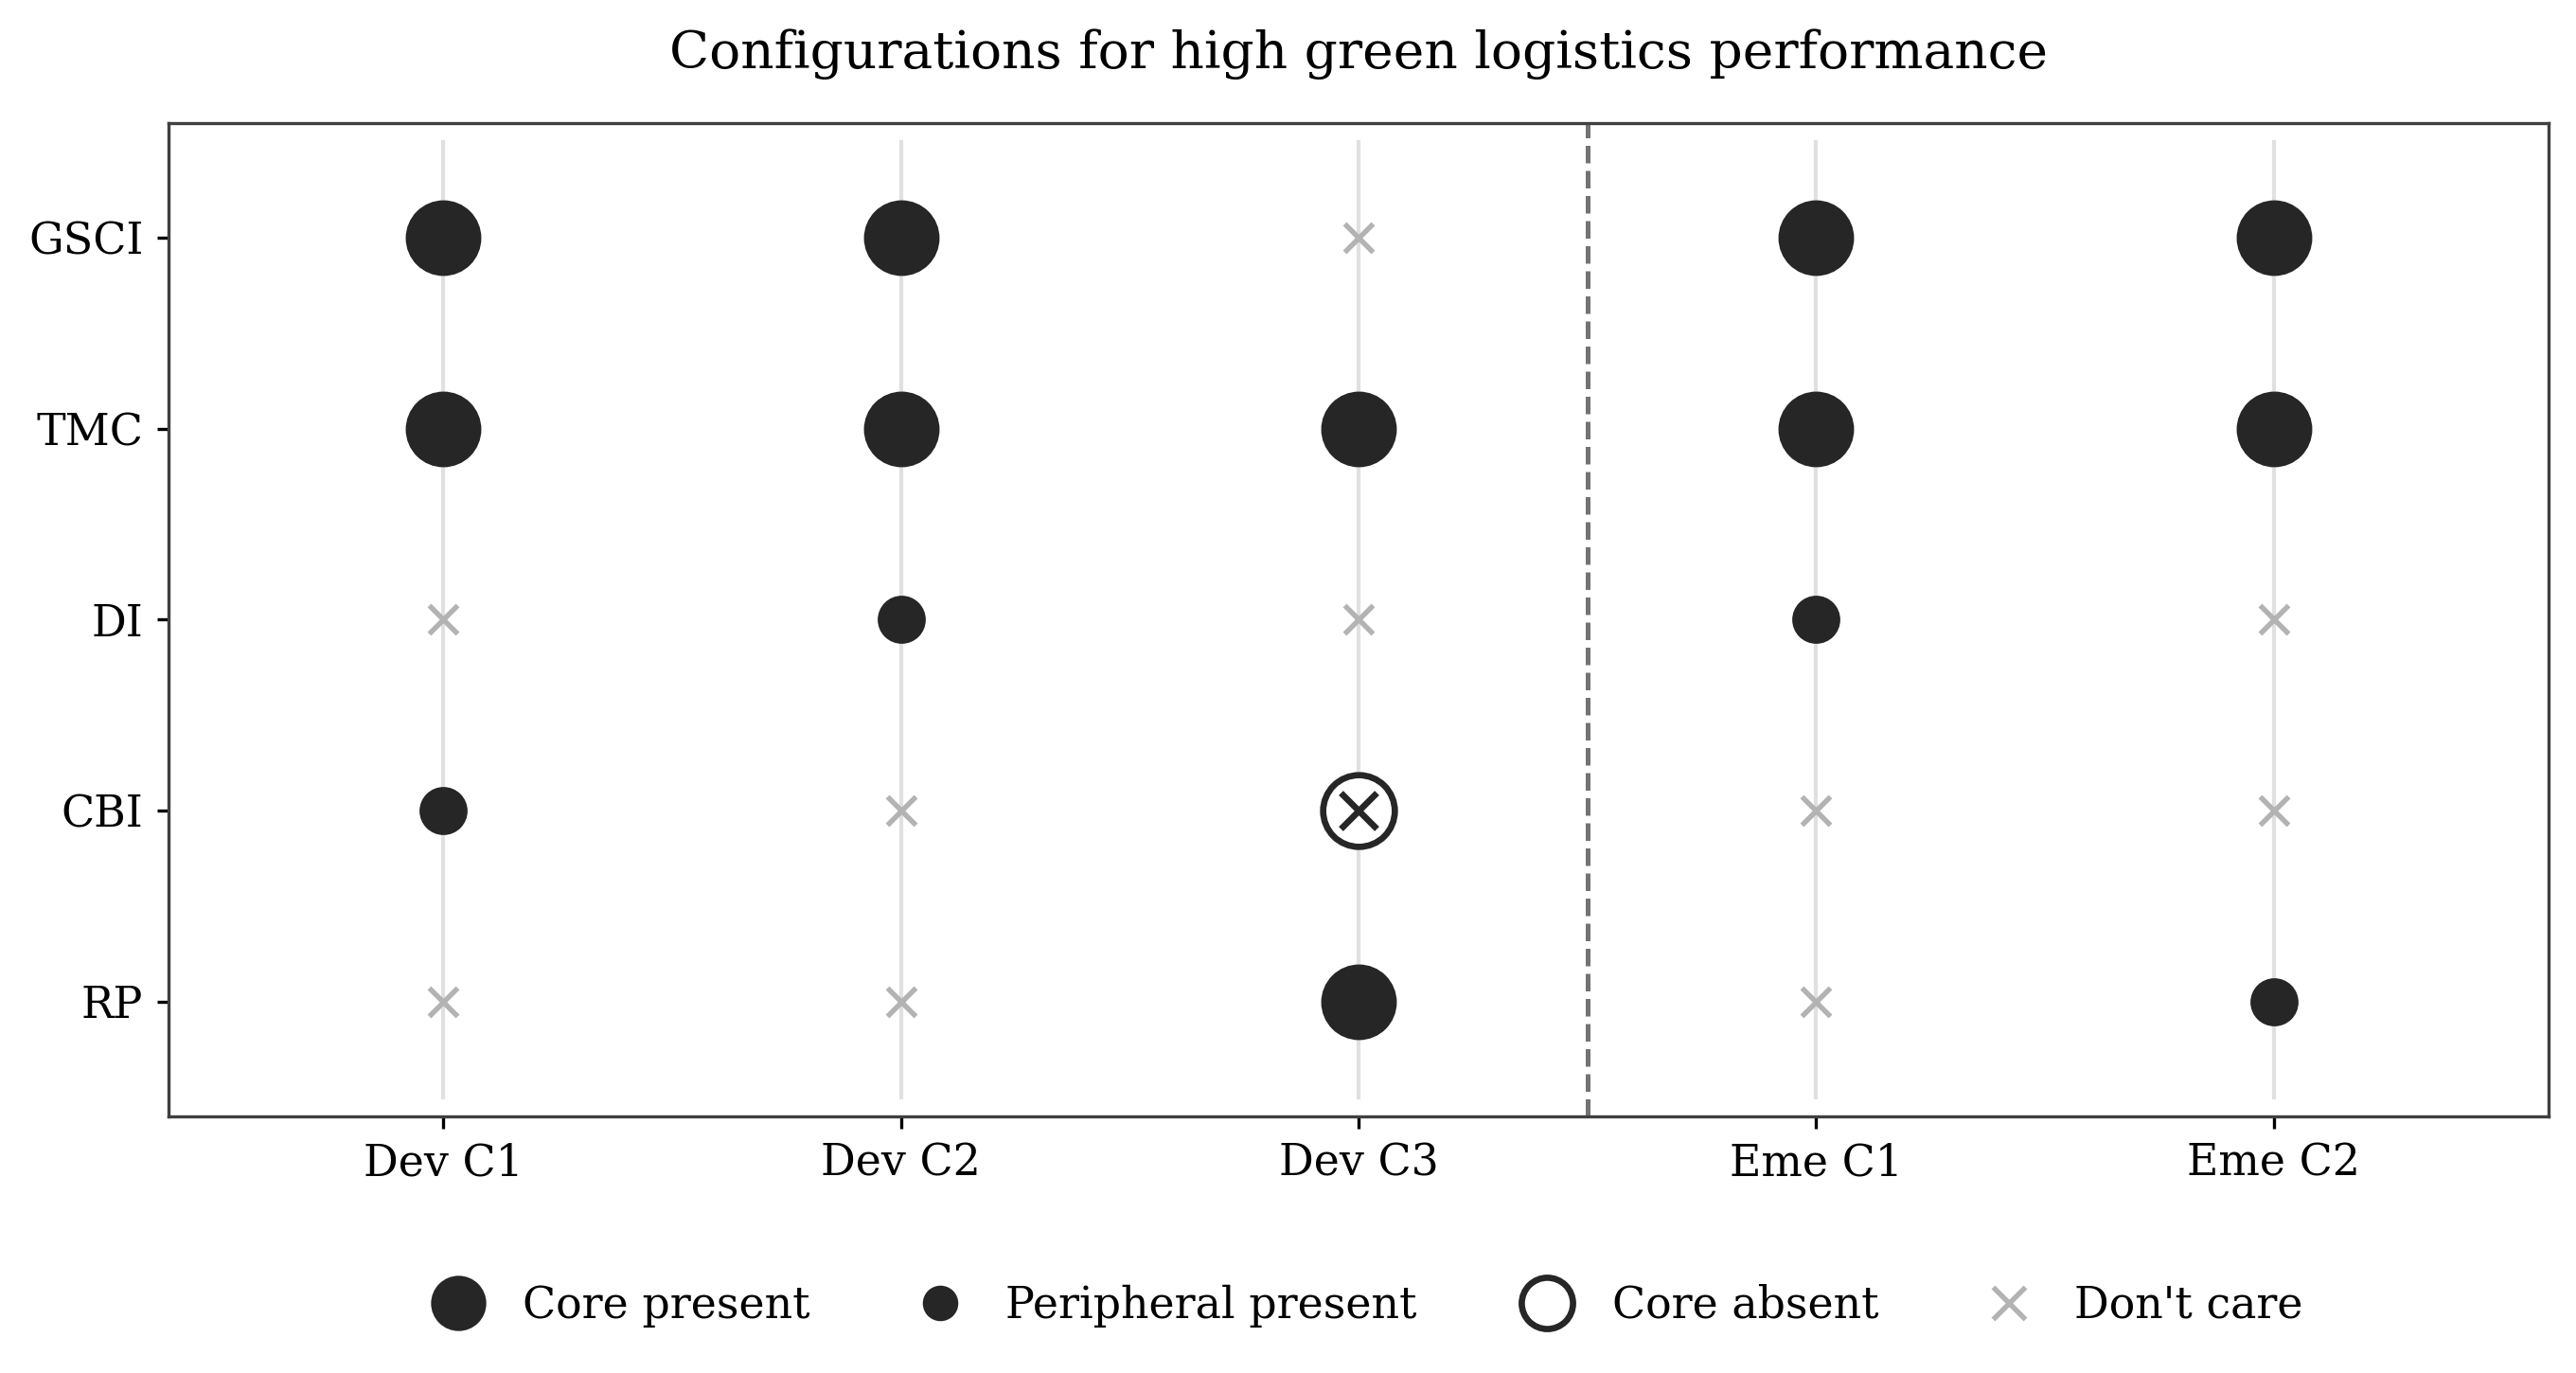 Configurations for high green logistics performance
GSCI
TMC
DI
CBI
RP
Dev C1
Dev C2
Dev C3
Eme C1
Eme C2
Core present
Peripheral present
Core absent
Don't care